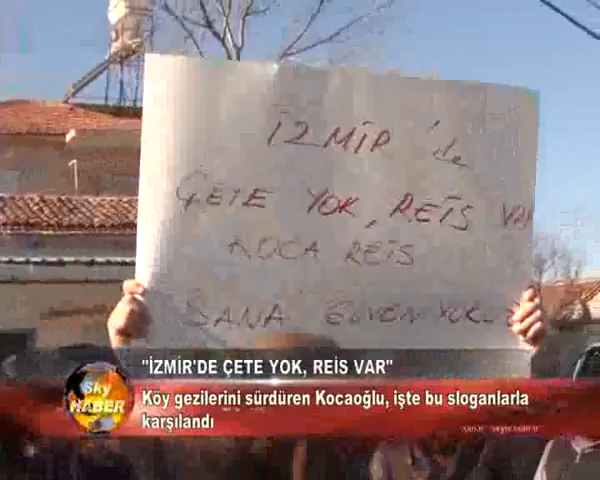 İZMİR'de
ÇETE YOK, REİS VAR
KOCA REİS
SANA
"İZMİR'DE ÇETE YOK, REİS VAR"
Sky
HABER
Köy gezilerini sürdüren Kocaoğlu, işte bu sloganlarla
karşılandı